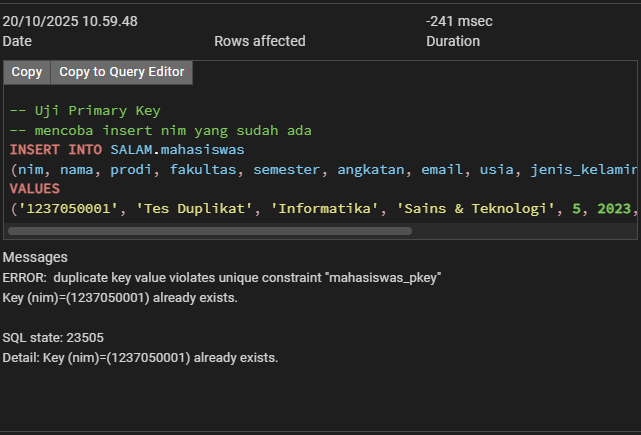 20/10/2025 10.59.48 -241 msec
Date Rows affected Duration
Copy Copy to Query Editor
-- Uji Primary Key
-- mencoba insert nim yang sudah ada
INSERT INTO SALAM.mahasiswas
(nim, nama, prodi, fakultas, semester, angkatan, email, usia, jenis_kelamin
VALUES
('1237050001', 'Tes Duplikat', 'Informatika', 'Sains & Teknologi', 5, 2023,
Messages
ERROR: duplicate key value violates unique constraint "mahasiswas_pkey"
Key (nim)=(1237050001) already exists.
SQL state: 23505
Detail: Key (nim)=(1237050001) already exists.